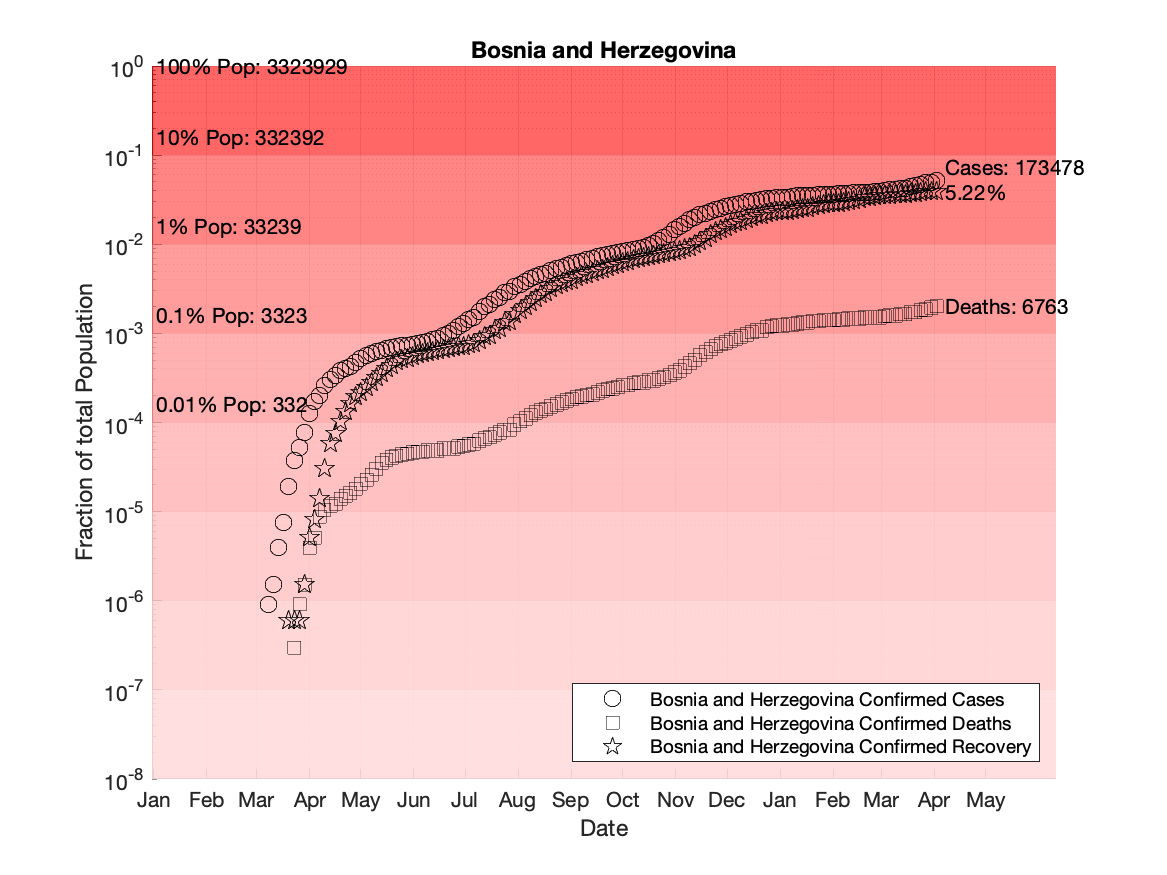 Bosnia and Herzegovina
10^0
100% Pop: 3323929
10% Pop: 332392
10^-1
Cases: 173478
5.22%
1% Pop: 33239
10^-2
Deaths: 6763
0.1% Pop: 3323
10^-3
0.01% Pop: 332
10^-4
10^-5
10^-6
10^-7
10^-8
Fraction of total Population
Bosnia and Herzegovina Confirmed Cases
Bosnia and Herzegovina Confirmed Deaths
Bosnia and Herzegovina Confirmed Recovery
Jan Feb Mar Apr May Jun Jul Aug Sep Oct Nov Dec Jan Feb Mar Apr May
Date